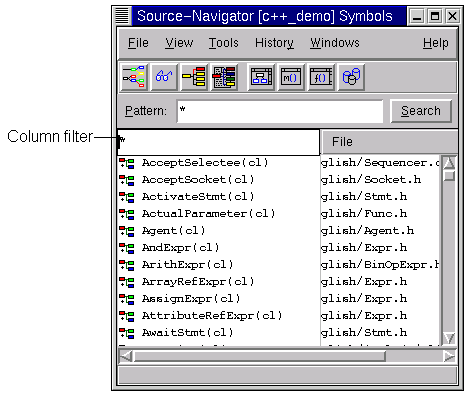 Source-Navigator [c++_demo] Symbols
File View Tools History Windows Help
m() f()
Pattern: * Search
Column filter
* File
AcceptSelectee(cl) glish/Sequencer.
AcceptSocket(cl) glish/Socket.h
ActivateStmt(cl) glish/Stmt.h
ActualParameter(cl) glish/Func.h
Agent(cl) glish/Agent.h
AndExpr(cl) glish/Expr.h
ArithExpr(cl) glish/BinOpExpr.h
ArrayRefExpr(cl) glish/Expr.h
AssignExpr(cl) glish/Expr.h
AttributeRefExpr(cl) glish/Expr.h
AwaitStmt(cl) glish/Stmt.h